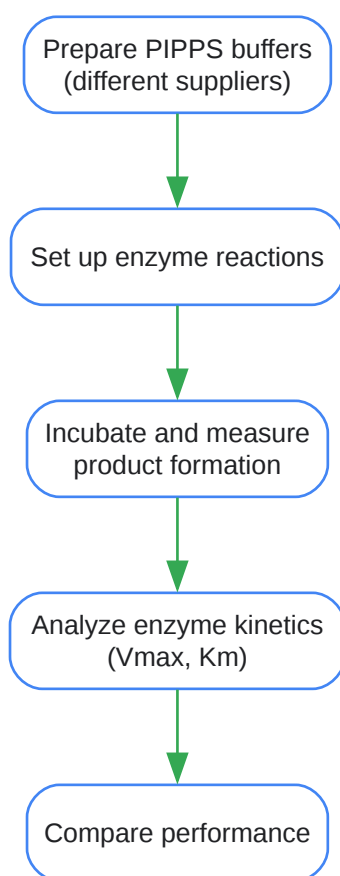 Prepare PIPPS buffers
(different suppliers)
Set up enzyme reactions
Incubate and measure
product formation
Analyze enzyme kinetics
(Vmax, Km)
Compare performance